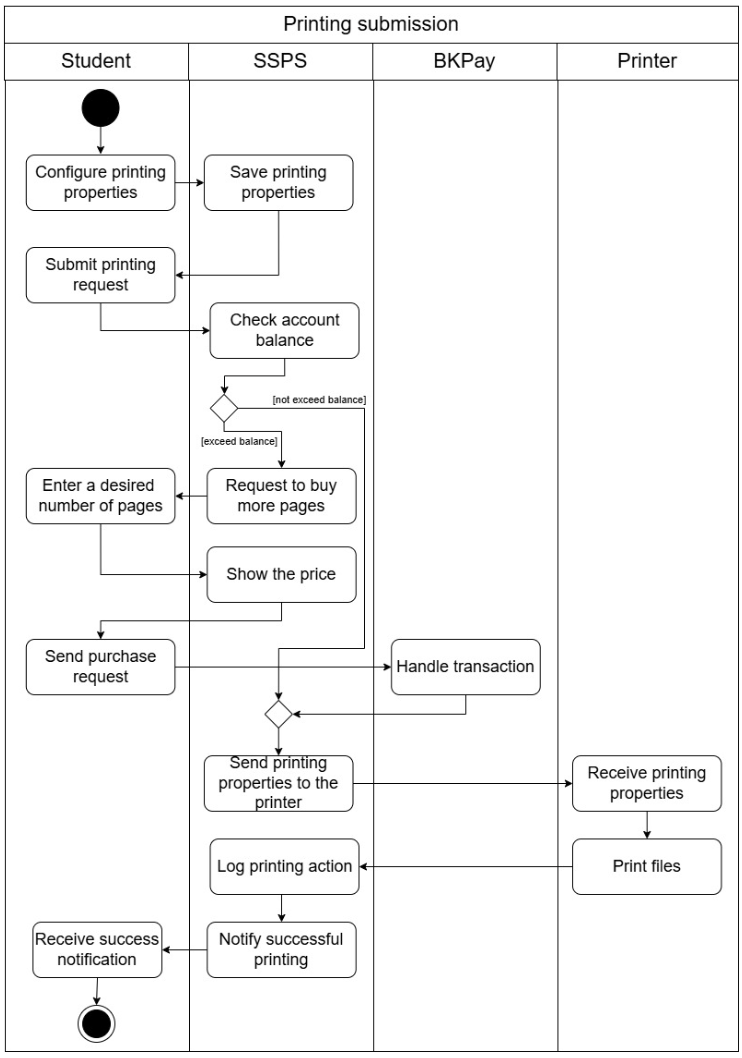 Printing submission
Student
SSPS
BKPay
Printer
Configure printing
properties
Save printing
properties
Submit printing
request
Check account
balance
[not exceed balance]
[exceed balance]
Enter a desired
number of pages
Request to buy
more pages
Show the price
Send purchase
request
Handle transaction
Send printing
properties to the
printer
Receive printing
properties
Log printing action
Print files
Receive success
notification
Notify successful
printing